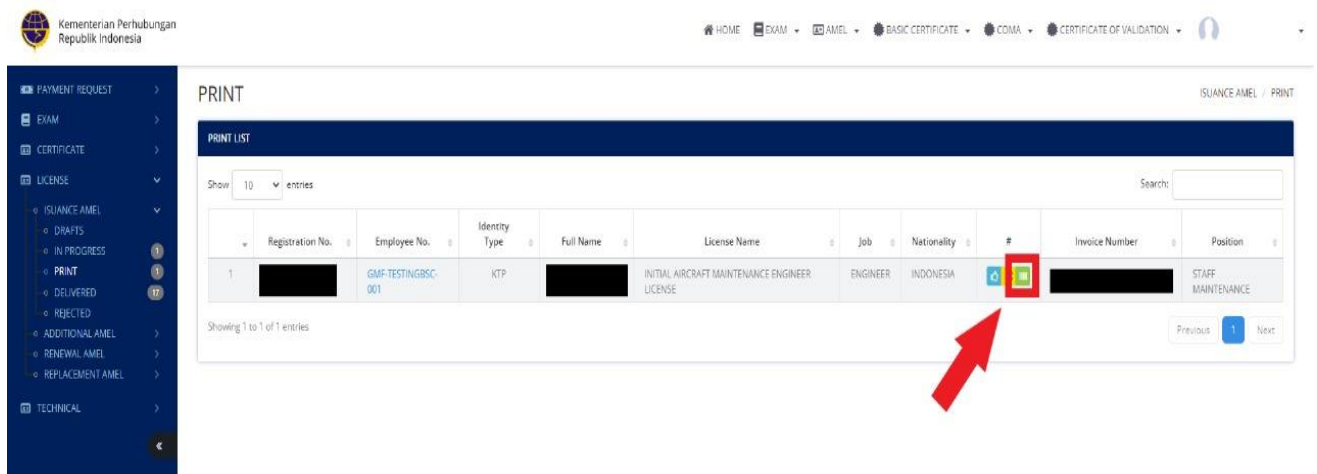 Kementerian Perhubungan
Republik Indonesia
HOME EXAM AMEL BASIC CERTIFICATE COMA CERTIFICATE OF VALIDATION
PAYMENT REQUEST
EXAM
CERTIFICATE
LICENSE
ISUANCE AMEL
DRAFTS
IN PROGRESS 1
PRINT 1
DELIVERED 17
REJECTED
ADDITIONAL AMEL
RENEWAL AMEL
REPLACEMENT AMEL
TECHNICAL
PRINT
ISUANCE AMEL / PRINT
PRINT LIST
Show 10 entries
Search:
Registration No. Employee No. Identity Type Full Name License Name Job Nationality # Invoice Number Position
1 GMF-TESTINGBSC- KTP INITIAL AIRCRAFT MAINTENANCE ENGINEER ENGINEER INDONESIA STAFF
001 LICENSE MAINTENANCE
Showing 1 to 1 of 1 entries
Previous 1 Next